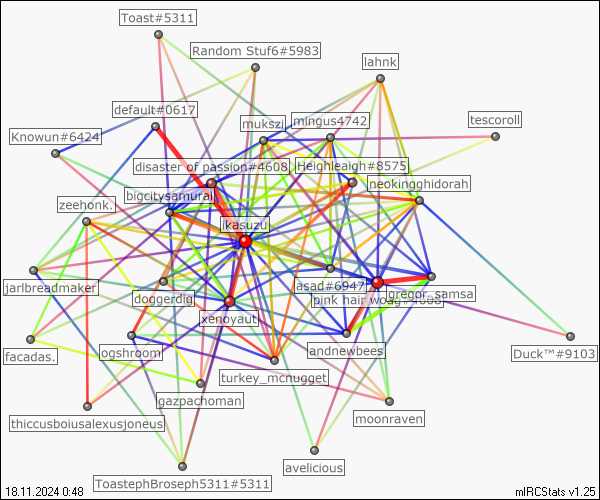 Toast#5311
Random Stuf6#5983
lahnk
default#0617
mukszi
mingus4742
tescoroll
Knowun#6424
disaster of passion#4608
Heighleaigh#8575
neokingghidorah
bigcitysamurai
zeehonk.
ikasuzu
jarlbreadmaker
doggerdig
asad#6947
pink hair
gregor_samsa
xenoyaut
facadas.
ogshroom
andnewbees
Duck™#9103
turkey_mcnugget
gazpachoman
moonraven
thiccusboiusalexusjoneus
avelicious
ToastephBroseph5311#5311
18.11.2024 0:48
mIRCStats v1.25